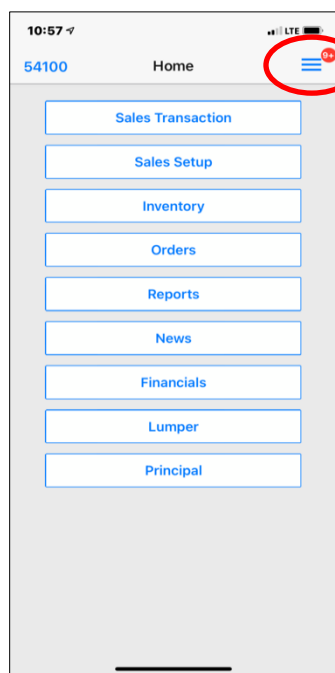 10:57 LTE
54100 Home 9+
Sales Transaction
Sales Setup
Inventory
Orders
Reports
News
Financials
Lumper
Principal